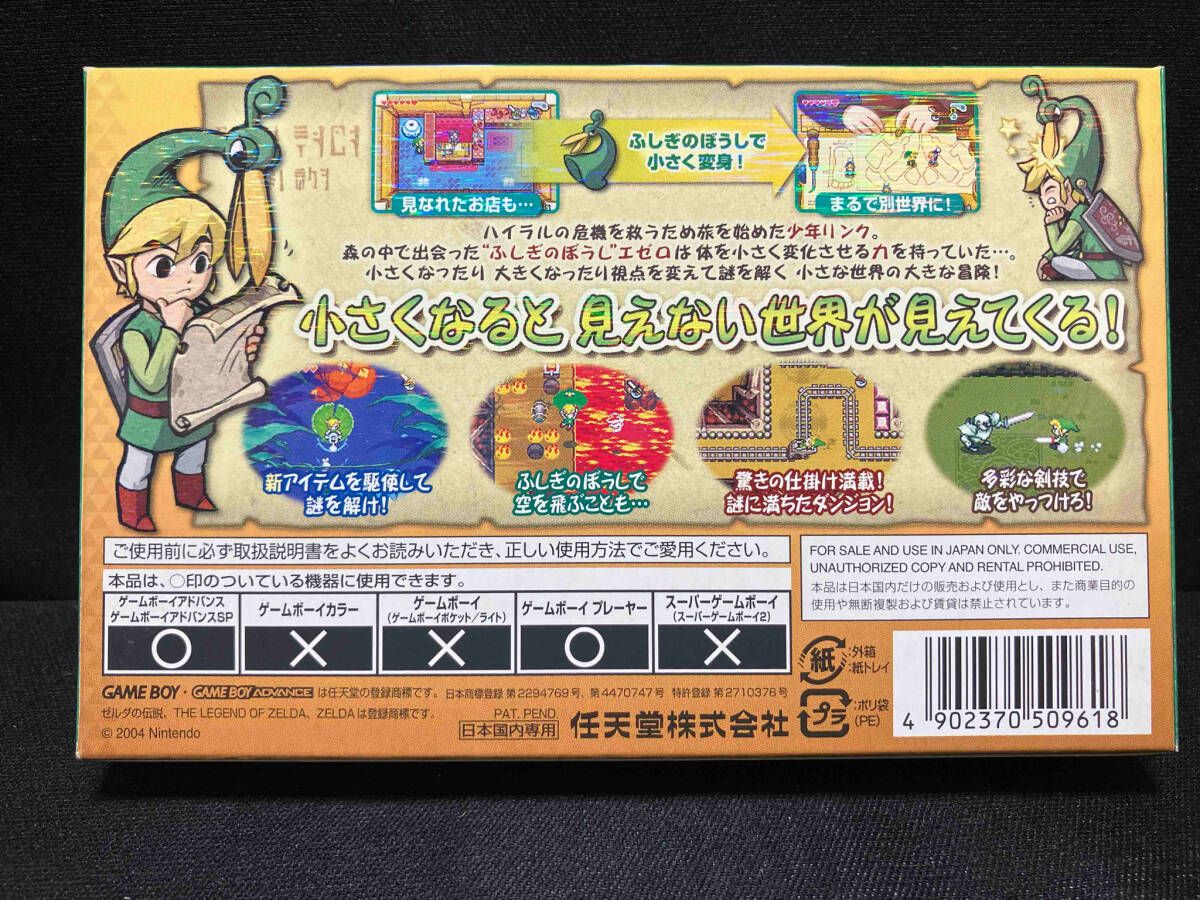 ふしぎのぼうしで
小さく変身！
見なれたお店も…
まるで別世界に！
ハイラルの危機を救うため旅を始めた少年リンク。
森の中で出会った“ふしぎのぼうし”エゼロは 体を小さく変化させる力を持っていた…。
小さくなったり 大きくなったり視点を変えて謎を解く 小さな世界の大きな冒険！
小さくなると 見えない世界が見えてくる！
新アイテムを駆使して
謎を解け！
ふしぎのぼうしで
空を飛ぶことも…
驚きの仕掛け満載！
謎に満ちたダンジョン！
多彩な剣技で
敵をやっつけろ！
ご使用前に必ず取扱説明書をよくお読みいただき、正しい使用方法でご愛用ください。
本品は、○印のついている機器に使用できます。
ゲームボーイアドバンス
ゲームボーイアドバンスSP
○
ゲームボーイカラー
×
ゲームボーイ
(ゲームボーイポケット／ライト)
×
ゲームボーイ プレーヤー
○
スーパーゲームボーイ
(スーパーゲームボーイ2)
×
FOR SALE AND USE IN JAPAN ONLY. COMMERCIAL USE,
UNAUTHORIZED COPY AND RENTAL PROHIBITED.
本品は日本国内だけの販売および使用とし、また商業目的の
使用や無断複製および賃貸は禁止されています。
GAME BOY・GAME BOY ADVANCE は任天堂の登録商標です。 日本商標登録 第2294769号、第4470747号 特許登録 第2710376号
ゼルダの伝説、THE LEGEND OF ZELDA、ZELDAは登録商標です。
© 2004 Nintendo
PAT. PEND.
日本国内専用
任天堂株式会社
紙
:外箱
:紙トレイ
プラ
:ポリ袋
(PE)
4 902370 509618